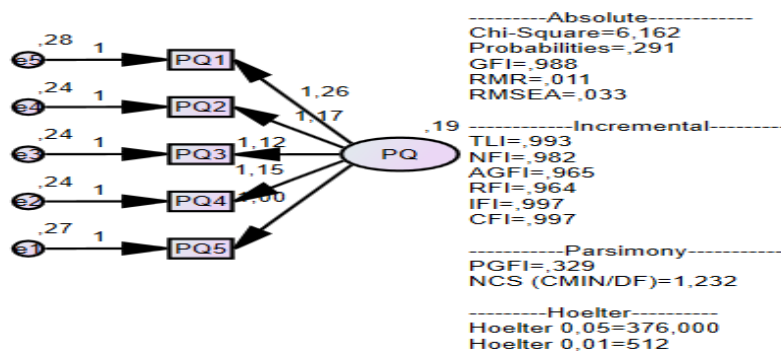 ---------Absolute------------
Chi-Square=6,162
Probabilities=,291
GFI=,988
RMR=,011
RMSEA=,033
------------Incremental--------
TLI=,993
NFI=,982
AGFI=,965
RFI=,964
IFI=,997
CFI=,997
-----------Parsimony-----------
PGFI=,329
NCS (CMIN/DF)=1,232
---------Hoelter----------
Hoelter 0,05=376,000
Hoelter 0,01=512
,28
e5 1 PQ1
,24
e4 1 PQ2
,24
e3 1 PQ3
,24
e2 1 PQ4
,27
e1 1 PQ5
1,26
1,17
1,12
1,15
1,00
,19
PQ